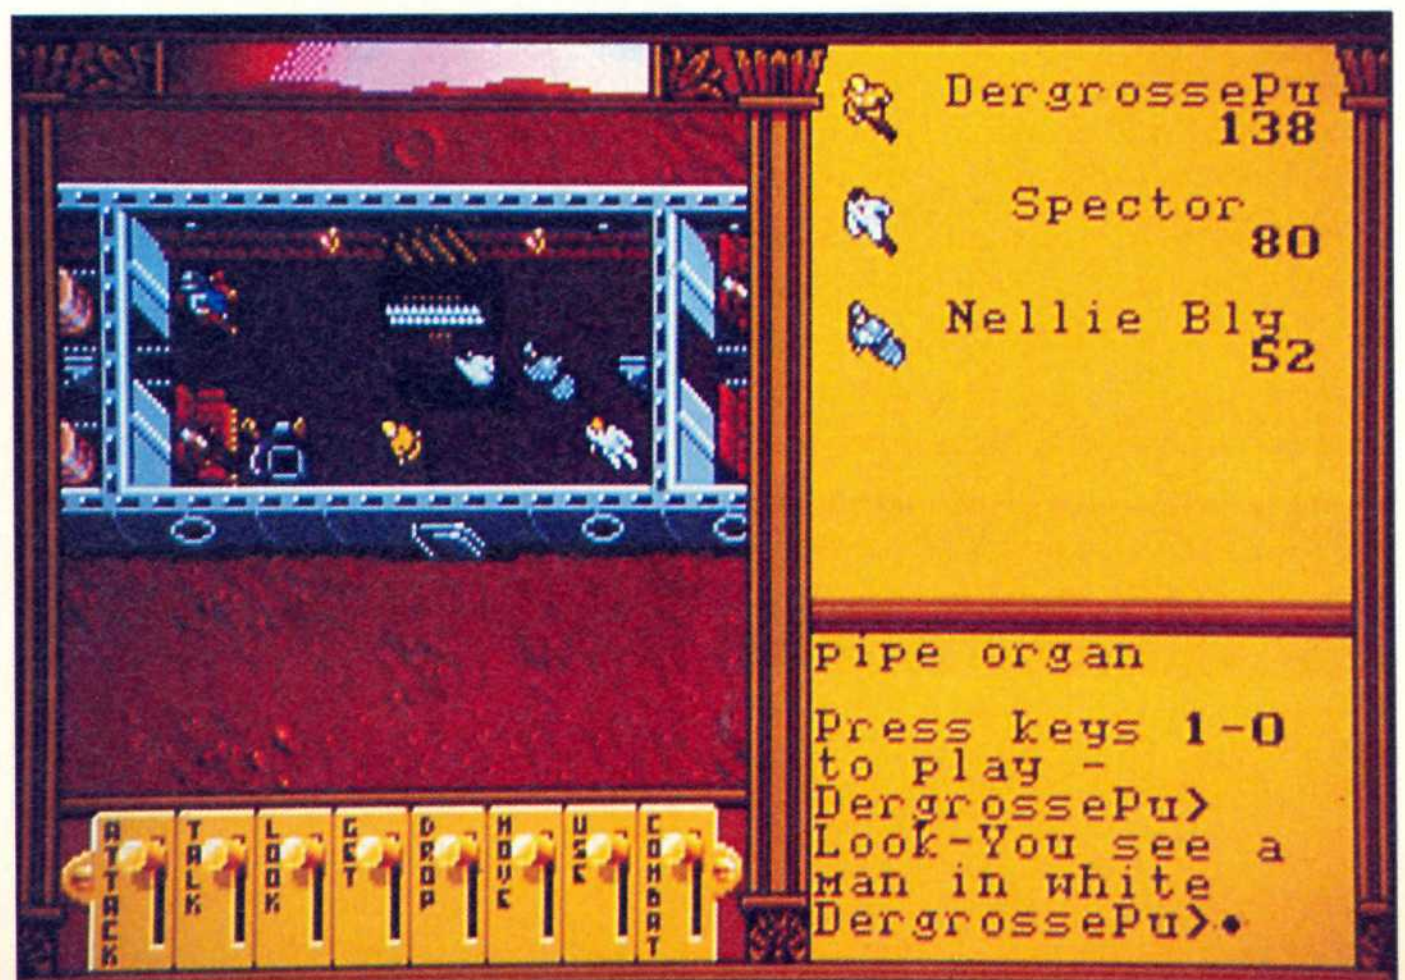 DergrossePu
138
Spector
80
Nellie Bly
52
pipe organ
Press keys 1-0
to play -
DergrossePu>
Look-You see a
man in white
DergrossePu>
ATTACK
TALK
LOOK
GET
DROP
MOVE
USE
COMBAT